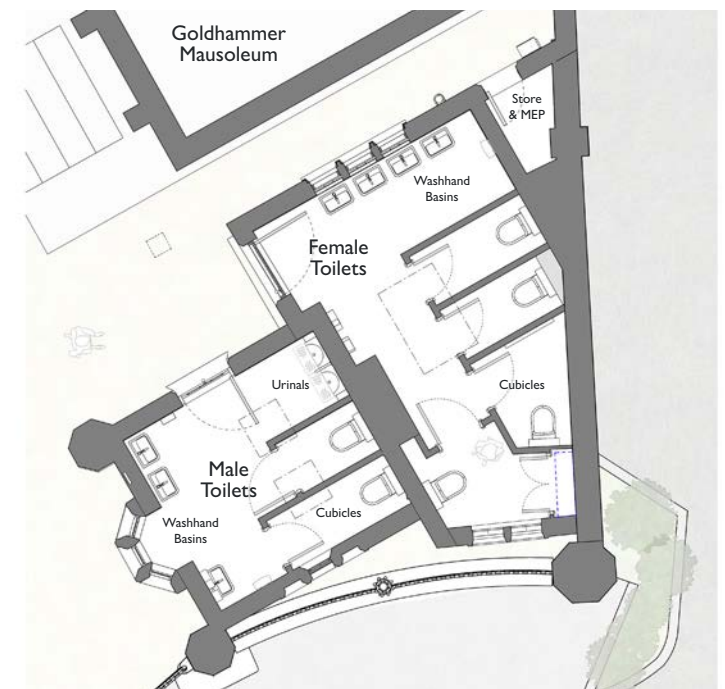 Goldhammer
Mausoleum
Store
& MEP
Washhand
Basins
Female
Toilets
Urinals
Cubicles
Male
Toilets
Washhand
Basins
Cubicles